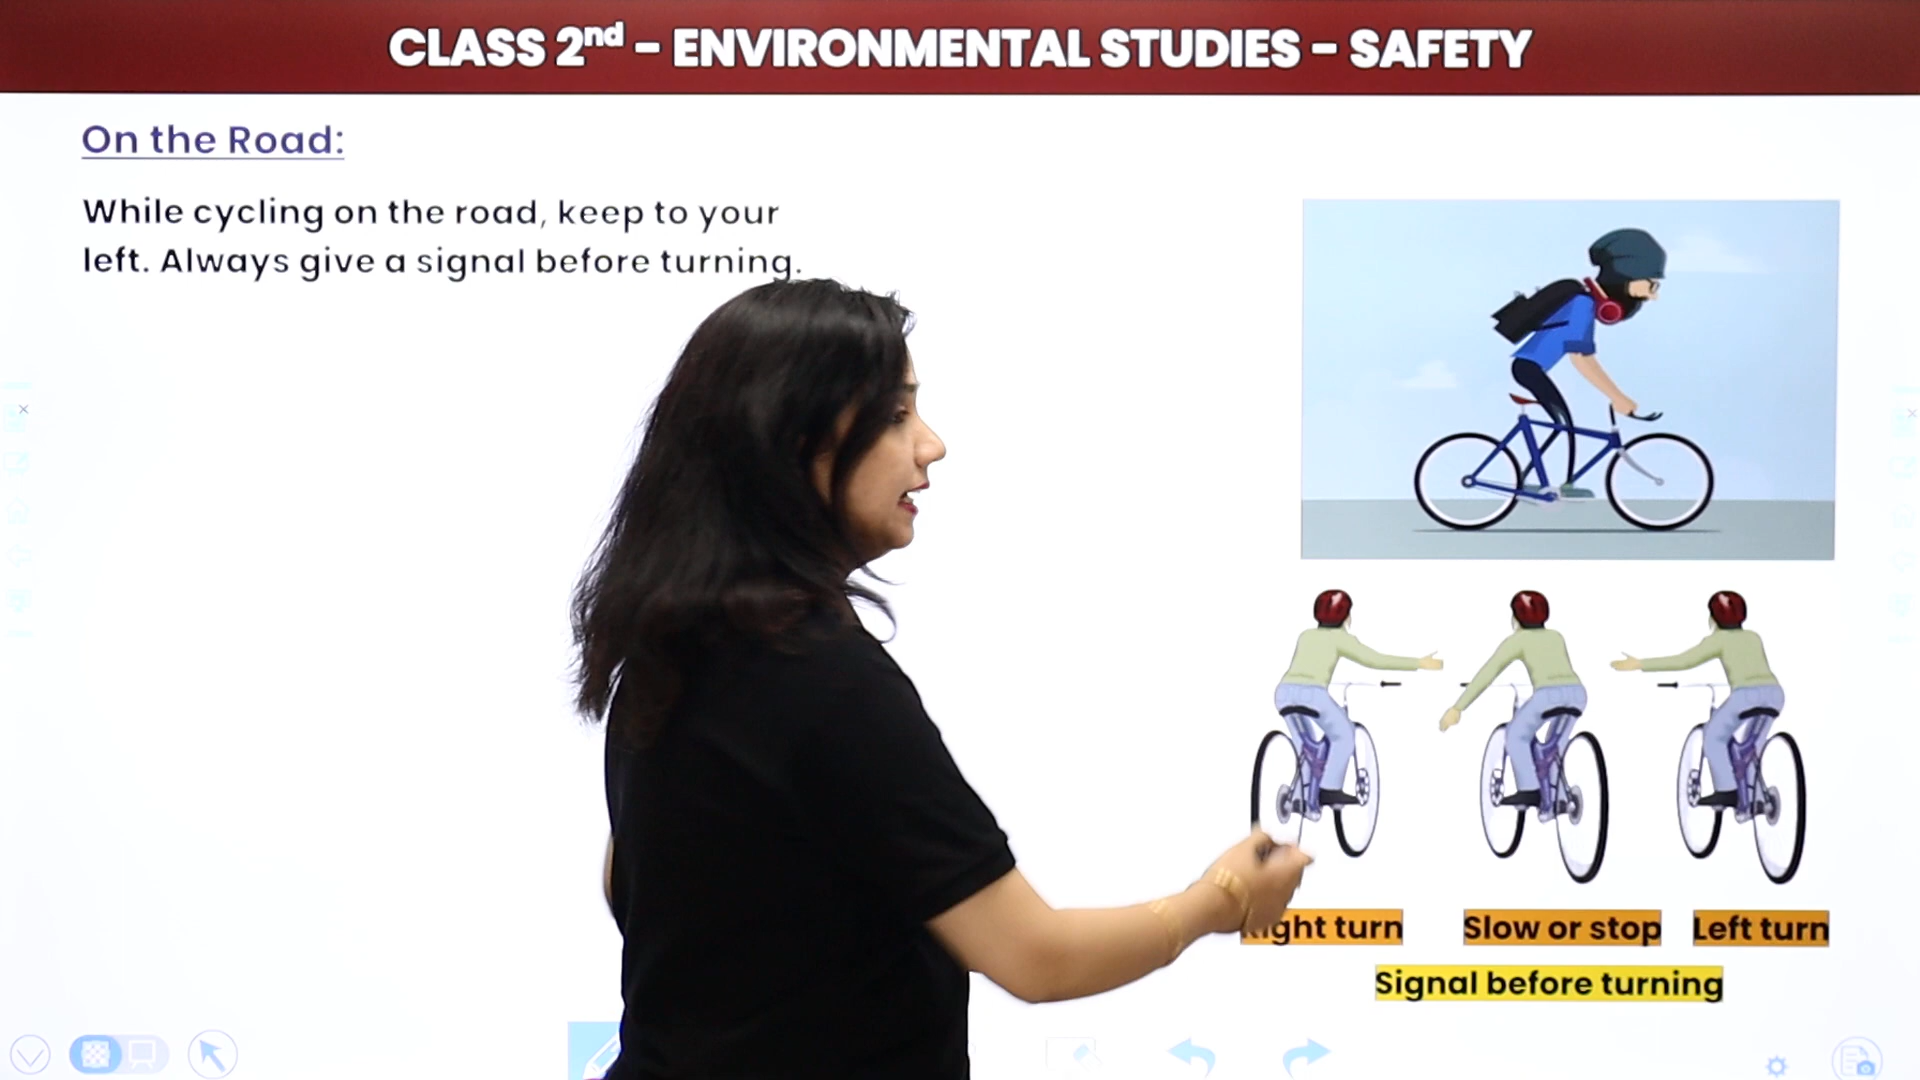 CLASS 2nd - ENVIRONMENTAL STUDIES - SAFETY
On the Road:
While cycling on the road, keep to your
left. Always give a signal before turning.
turn
Slow or stop
Left turn
Signal before turning